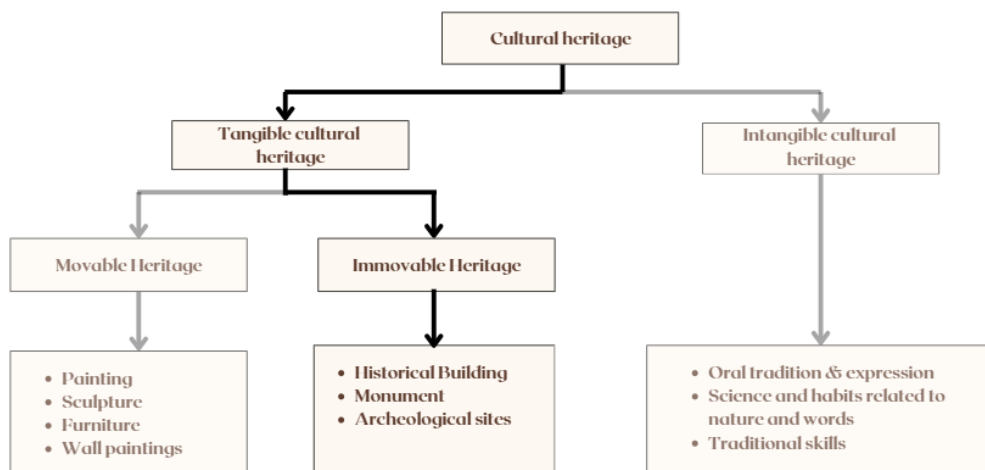 Cultural heritage
Tangible cultural
heritage
Intangible cultural
heritage
Movable Heritage
Immovable Heritage
• Painting
• Sculpture
• Furniture
• Wall paintings
• Historical Building
• Monument
• Archeological sites
• Oral tradition & expression
• Science and habits related to
nature and words
• Traditional skills